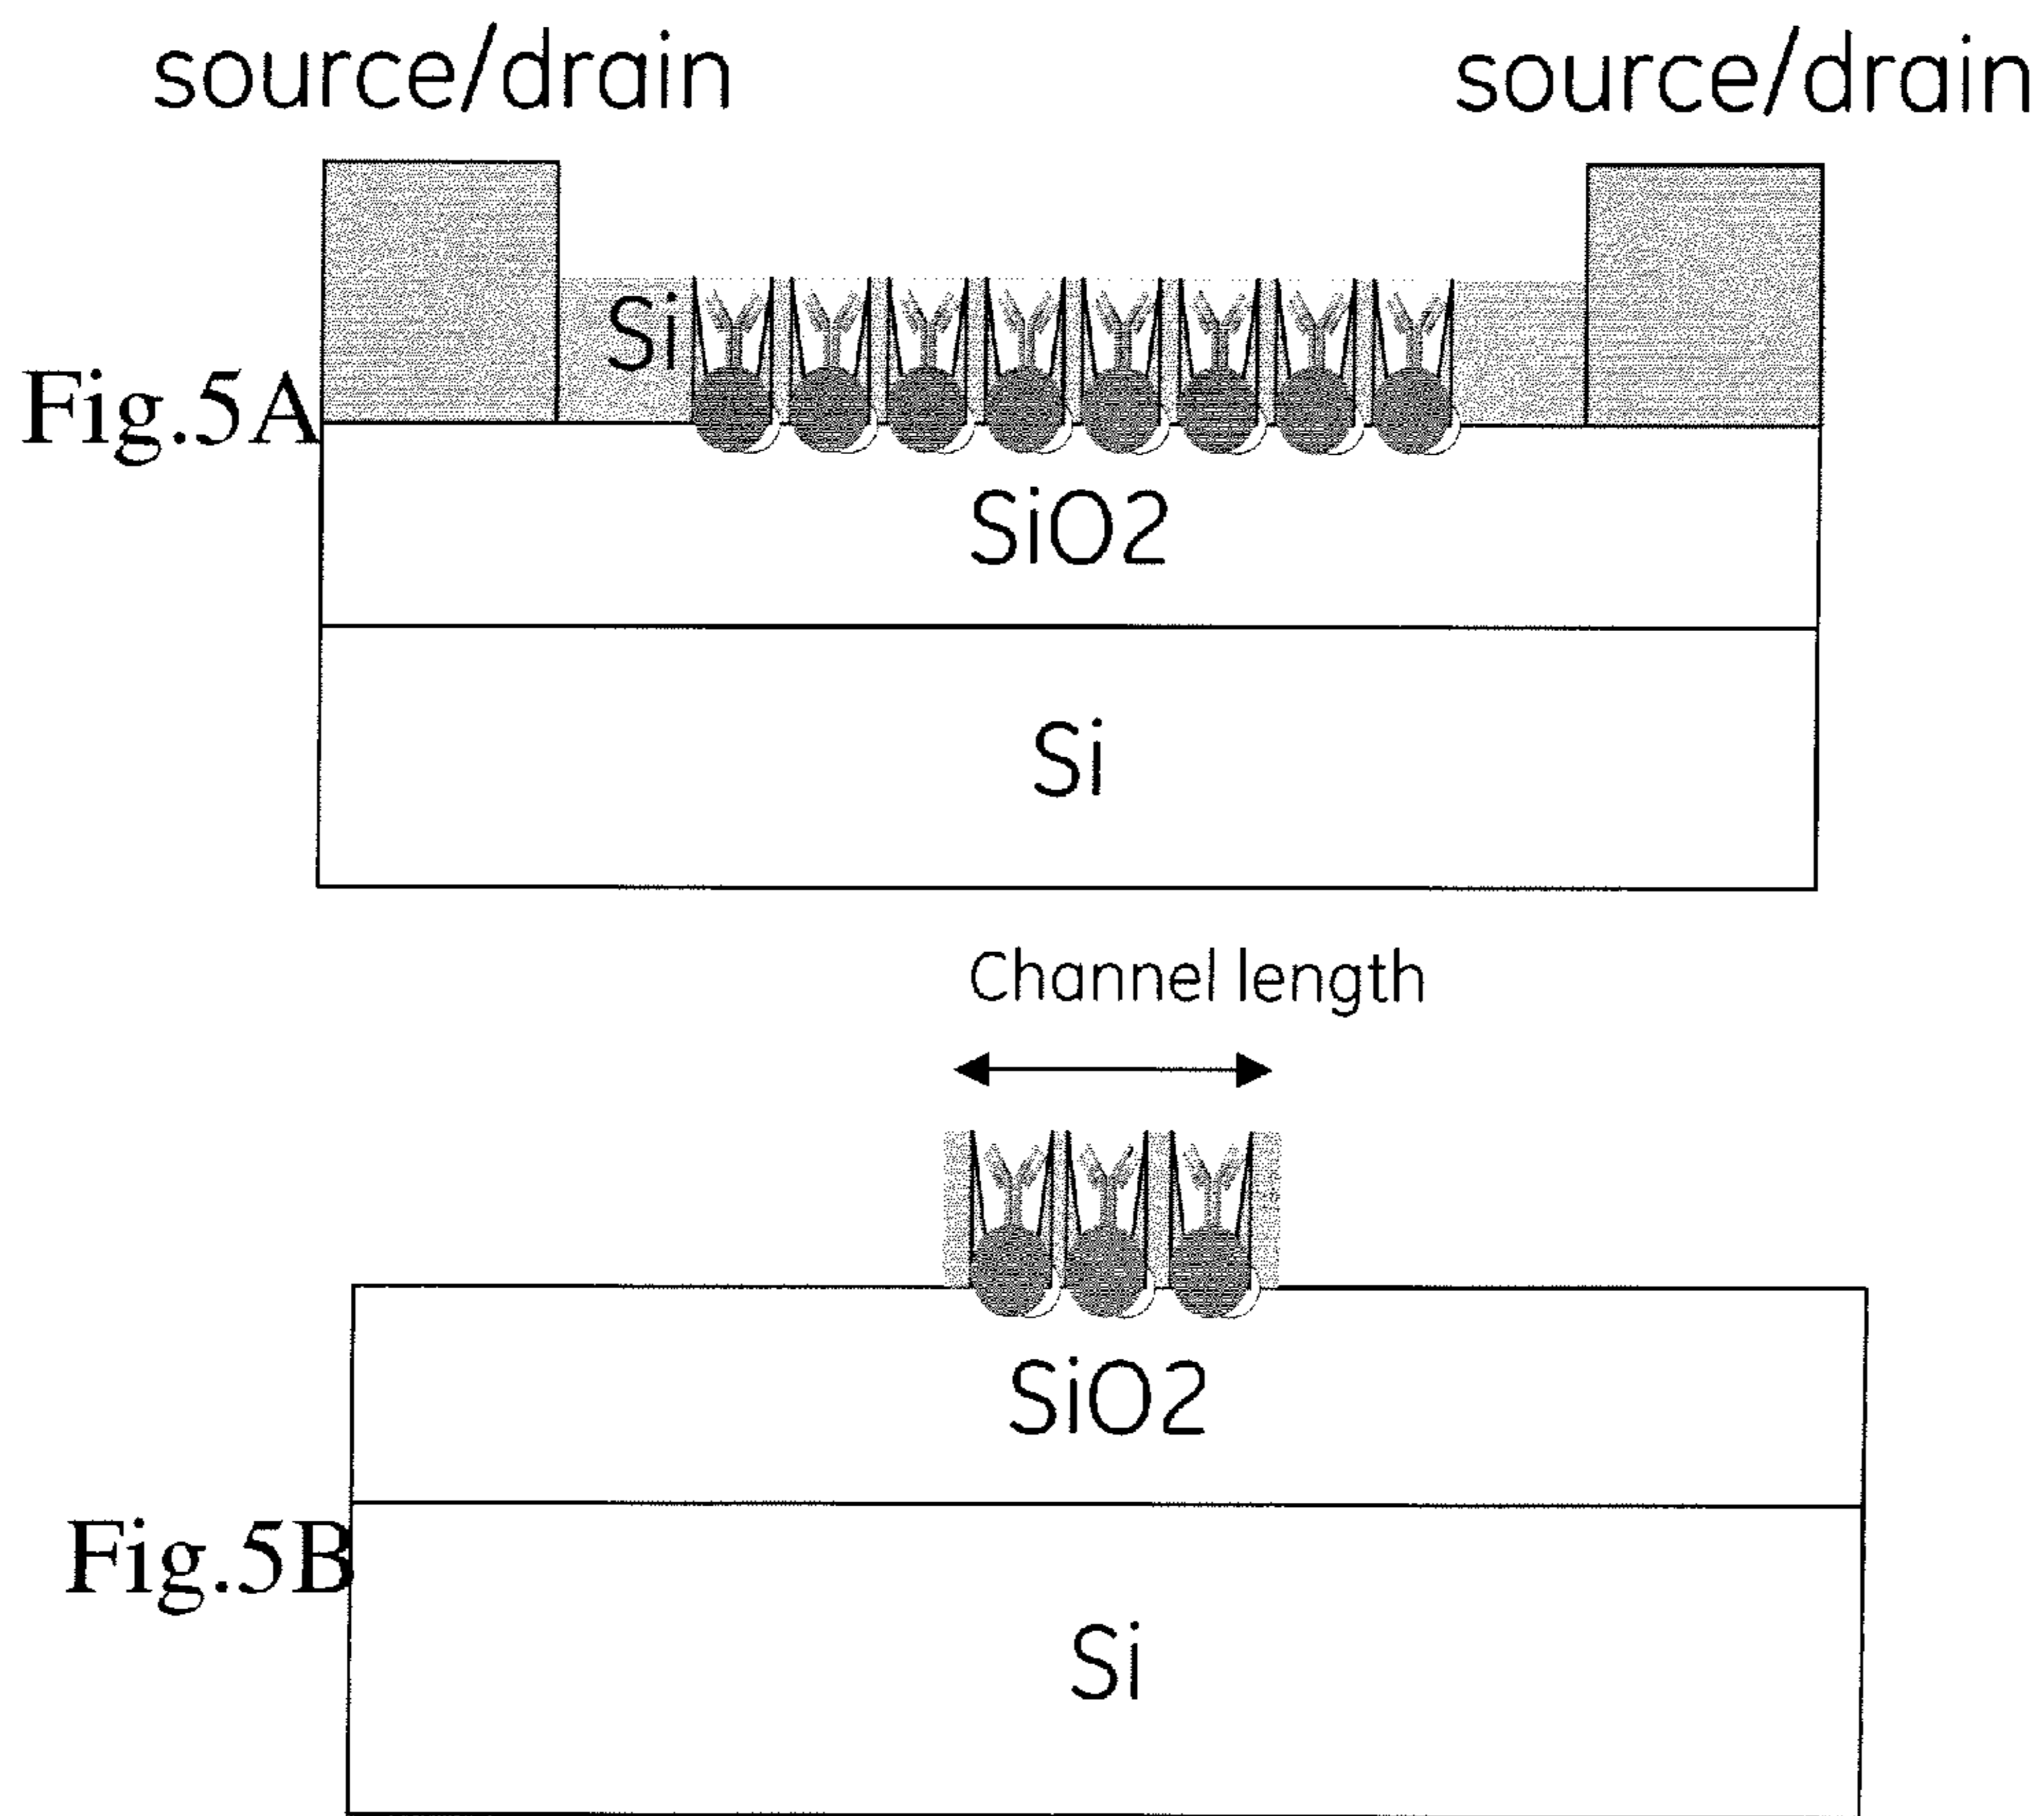 source/drain source/drain
Si
Fig.5A
SiO2
Si
Channel length
SiO2
Fig.5B
Si